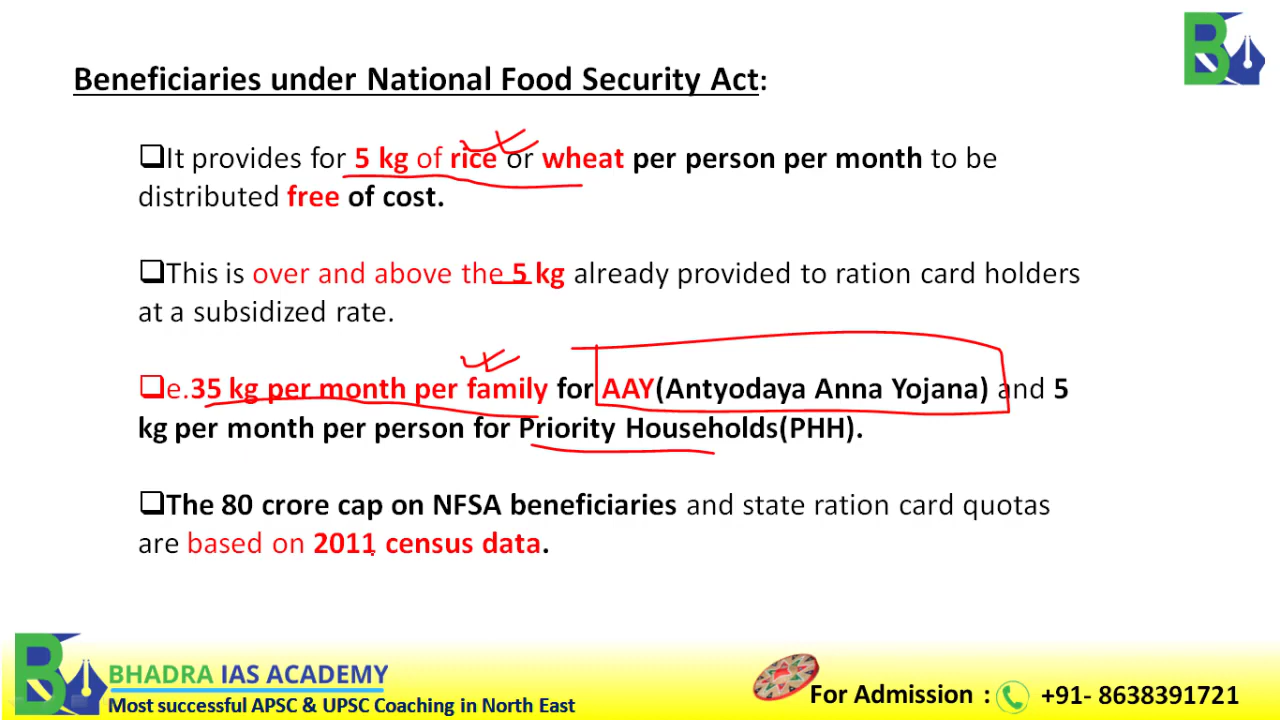 Beneficiaries under National Food Security Act:
❑It provides for 5 kg of rice or wheat per person per month to be
distributed free of cost.
❑This is over and above the 5 kg already provided to ration card holders
at a subsidized rate.
❑e.35 kg per month per family for AAY(Antyodaya Anna Yojana) and 5
kg per month per person for Priority Households(PHH).
❑The 80 crore cap on NFSA beneficiaries and state ration card quotas
are based on 2011 census data.
BHADRA IAS ACADEMY
Most successful APSC & UPSC Coaching in North East
For Admission : +91- 8638391721